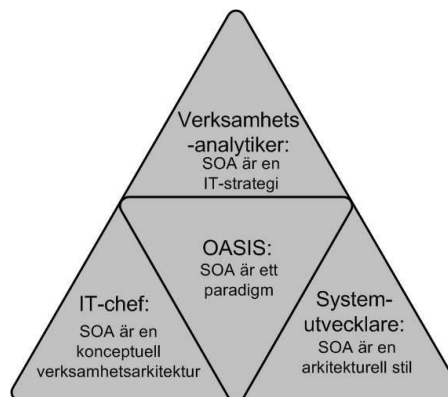 Verksamhets
-analytiker:
SOA är en
IT-strategi
OASIS:
SOA är ett
paradigm
IT-chef:
SOA är en
konceptuell
verksamhetsarkitektur
System-
utvecklare:
SOA är en
arkitekturell stil